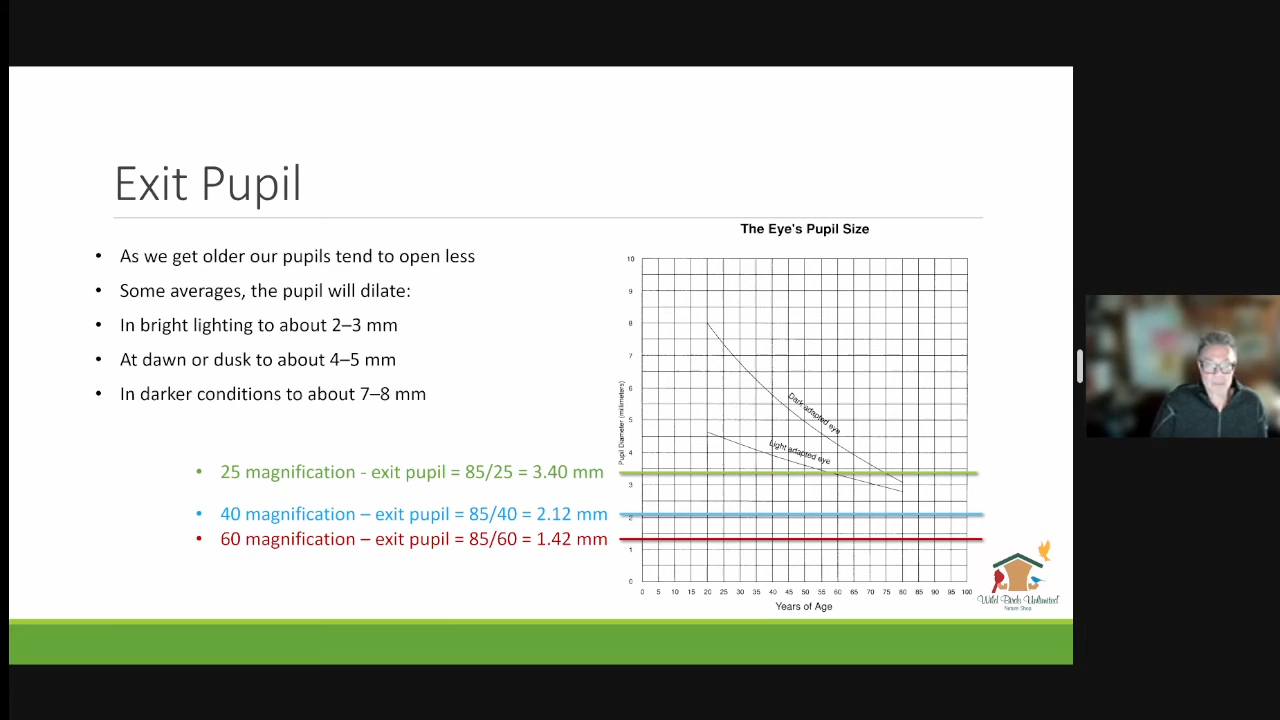 Exit Pupil
• As we get older our pupils tend to open less
• Some averages, the pupil will dilate:
• In bright lighting to about 2–3 mm
• At dawn or dusk to about 4–5 mm
• In darker conditions to about 7–8 mm
• 25 magnification - exit pupil = 85/25 = 3.40 mm
• 40 magnification – exit pupil = 85/40 = 2.12 mm
• 60 magnification – exit pupil = 85/60 = 1.42 mm
The Eye's Pupil Size
10
9
8
7
6
5
4
3
2
1
0
Pupil Diameter (millimeters)
Dark adapted eye
Light adapted eye
0 5 10 15 20 25 30 35 40 45 50 55 60 65 70 75 80 85 90 95 100
Years of Age
Wild Birds Unlimited
Nature Shop